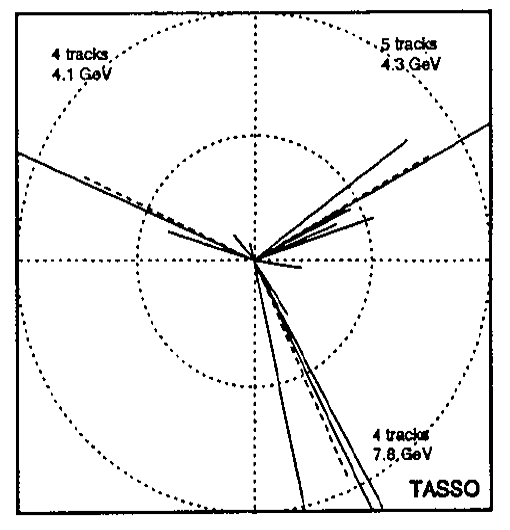 4 tracks
4.1 GeV
5 tracks
4.3 GeV
4 tracks
7.8 GeV
TASSO